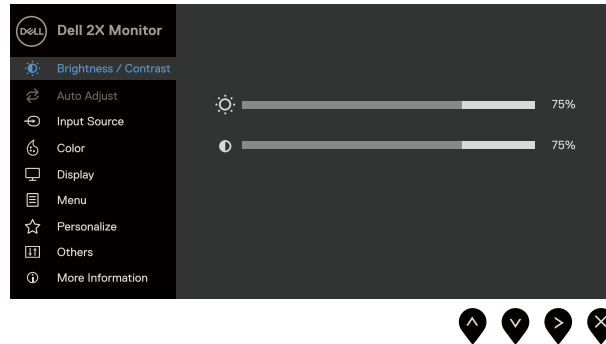 DELL Dell 2X Monitor
Brightness / Contrast
Auto Adjust
75%
Input Source
Color
75%
Display
Menu
Personalize
Others
More Information